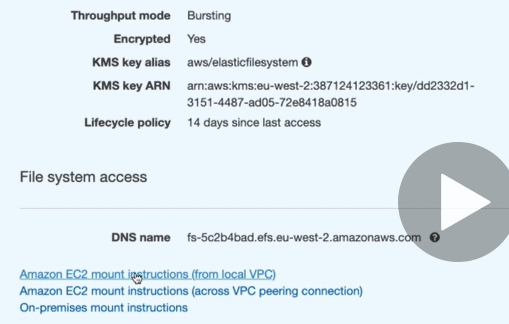 Throughput mode Bursting
Encrypted Yes
KMS key alias aws/elasticfilesystem
KMS key ARN arn:aws:kms:eu-west-2:387124123361:key/dd2332d1-
3151-4487-ad05-72e8418a0815
Lifecycle policy 14 days since last access
File system access
DNS name fs-5c2b4bad.efs.eu-west-2.amazonaws.com
Amazon EC2 mount instructions (from local VPC)
Amazon EC2 mount instructions (across VPC peering connection)
On-premises mount instructions